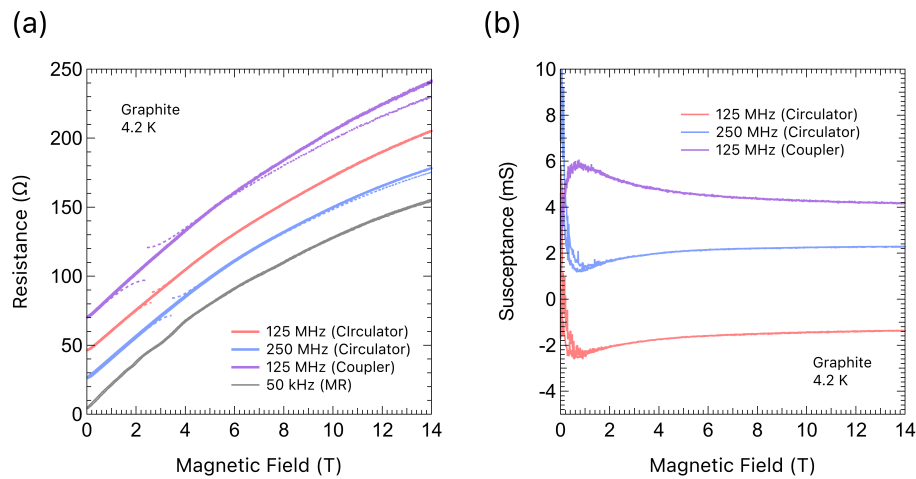 (a)
(b)
250
200
150
100
50
0
Resistance (Ω)
Graphite
4.2 K
125 MHz (CIrculator)
250 MHz (Circulator)
125 MHz (Coupler)
50 kHz (MR)
0 2 4 6 8 10 12 14
Magnetic Field (T)
10
8
6
4
2
0
-2
-4
Susceptance (mS)
125 MHz (Circulator)
250 MHz (Circulator)
125 MHz (Coupler)
Graphite
4.2 K
0 2 4 6 8 10 12 14
Magnetic Field (T)